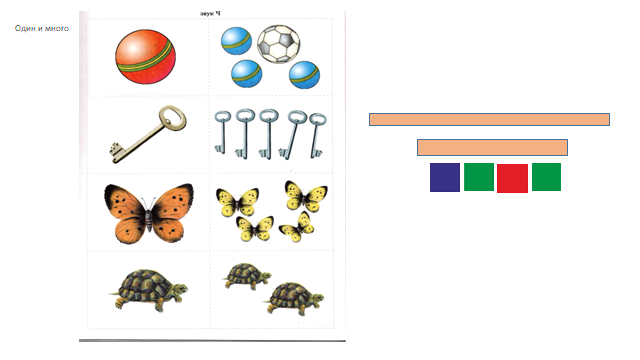 Один и много
звук Ч